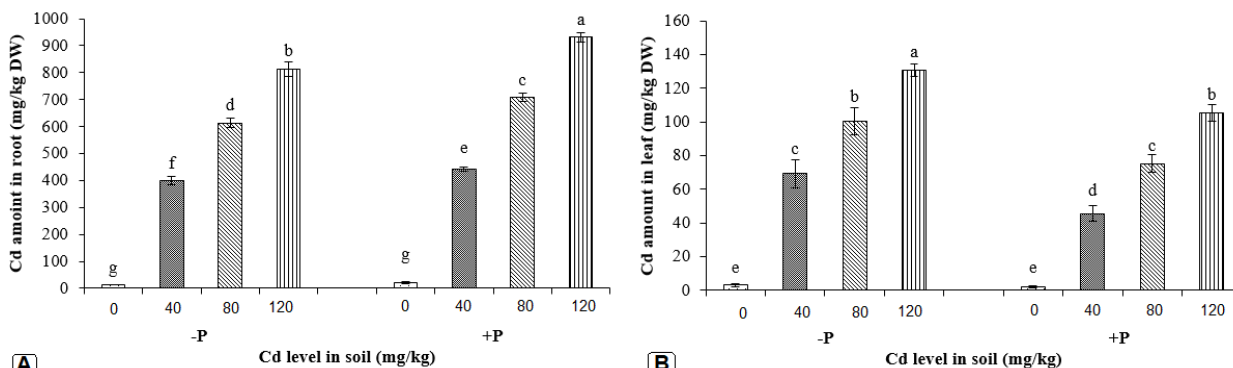 1000
900
800
700
600
500
400
300
200
100
0
Cd amoint in root (mg/kg DW)
g
f
d
b
g
e
c
a
0 40 80 120 0 40 80 120
-P +P
Cd level in soil (mg/kg)
A
160
140
120
100
80
60
40
20
0
Cd amount in leaf (mg/kg DW)
e
c
b
a
e
d
c
b
0 40 80 120 0 40 80 120
-P +P
Cd level in soil (mg/kg)
B